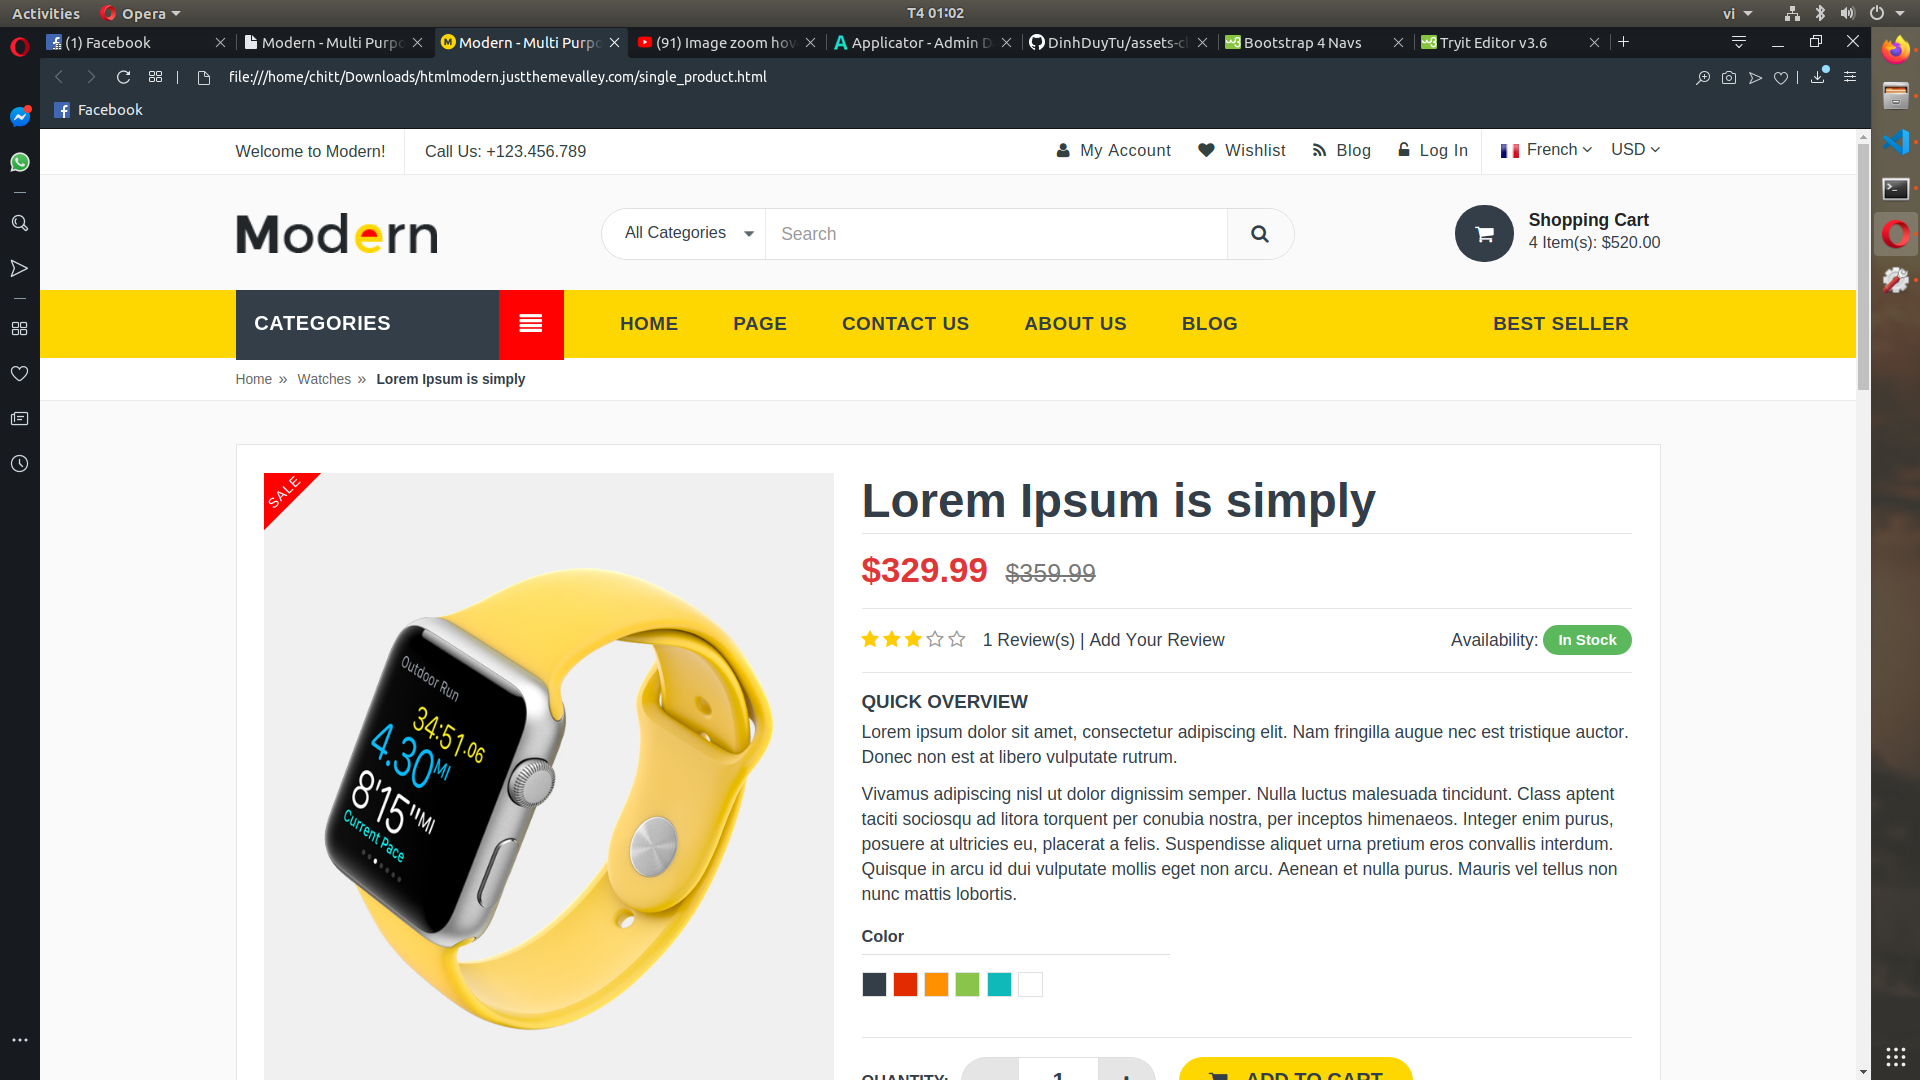 Activities
Opera
T4 01:02
vi
(1) Facebook
Modern - Multi Purpo
Modern - Multi Purpo
(91) Image zoom hov
Applicator - Admin D
DinhDuyTu/assets-cl
Bootstrap 4 Navs
Tryit Editor v3.6
file:///home/chitt/Downloads/htmlmodern.justthemevalley.com/single_product.html
Facebook
Welcome to Modern!
Call Us: +123.456.789
My Account
Wishlist
Blog
Log In
French
USD
Modern
All Categories
Search
Shopping Cart
4 Item(s): $520.00
CATEGORIES
HOME
PAGE
CONTACT US
ABOUT US
BLOG
BEST SELLER
Home »
Watches »
Lorem Ipsum is simply
SALE
Outdoor Run
34:51.06
4.30MI
8'15"MI
Current Pace
Lorem Ipsum is simply
$329.99 $359.99
1 Review(s) | Add Your Review
Availability: In Stock
QUICK OVERVIEW
Lorem ipsum dolor sit amet, consectetur adipiscing elit. Nam fringilla augue nec est tristique auctor.
Donec non est at libero vulputate rutrum.
Vivamus adipiscing nisl ut dolor dignissim semper. Nulla luctus malesuada tincidunt. Class aptent
taciti sociosqu ad litora torquent per conubia nostra, per inceptos himenaeos. Integer enim purus,
posuere at ultricies eu, placerat a felis. Suspendisse aliquet urna pretium eros convallis interdum.
Quisque in arcu id dui vulputate mollis eget non arcu. Aenean et nulla purus. Mauris vel tellus non
nunc mattis lobortis.
Color
QUANTITY:
1
+
ADD TO CART